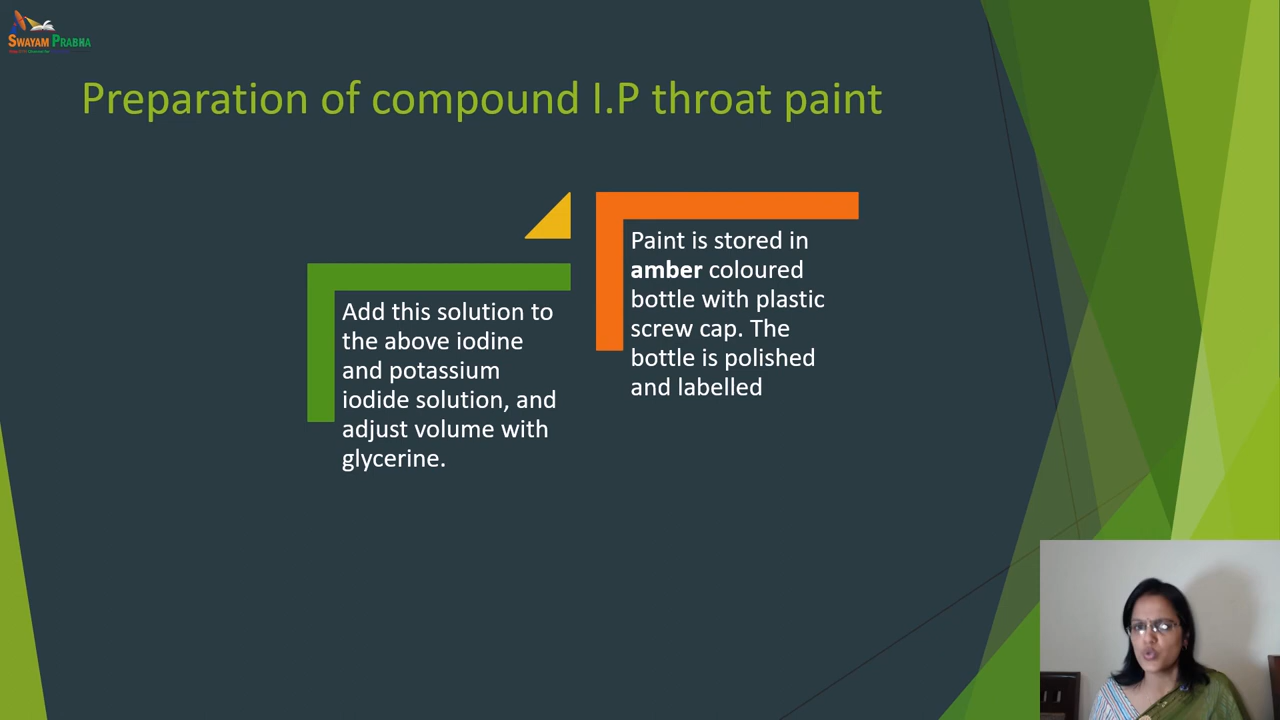 SWAYAM PRABHA
Preparation of compound I.P throat paint
Add this solution to
the above iodine
and potassium
iodide solution, and
adjust volume with
glycerine.
Paint is stored in
amber coloured
bottle with plastic
screw cap. The
bottle is polished
and labelled